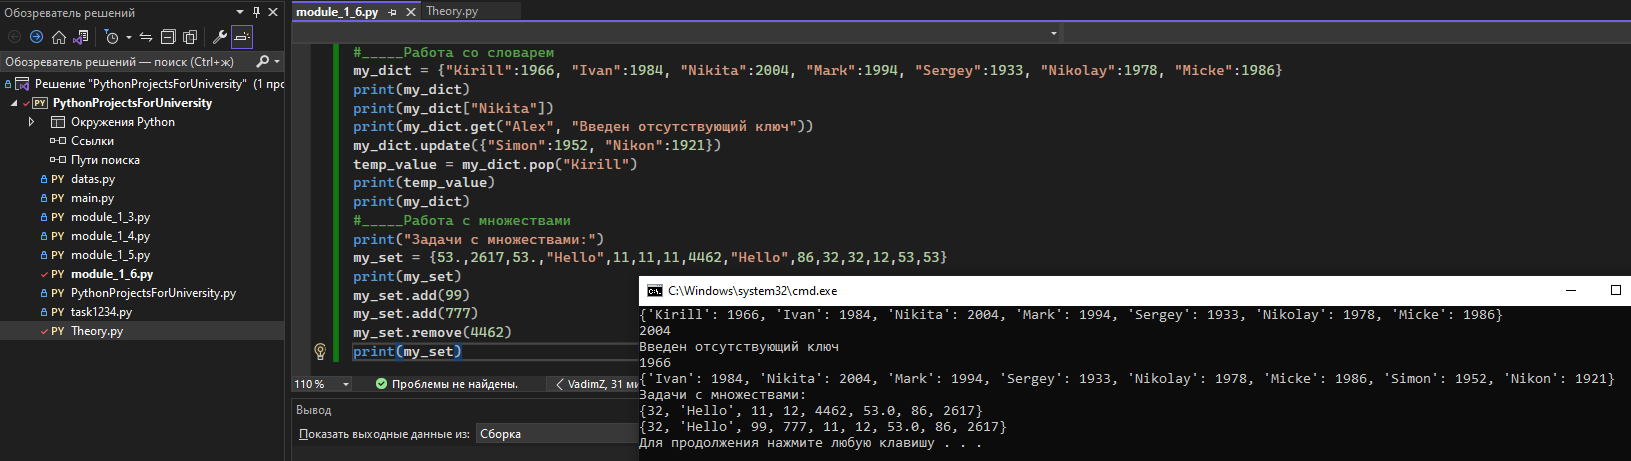 Обозреватель решений
Обозреватель решений — поиск (Ctrl+ж)
Решение "PythonProjectsForUniversity" (1 прс
PythonProjectsForUniversity
Окружения Python
Ссылки
Пути поиска
PY datas.py
PY main.py
PY module_1_3.py
PY module_1_4.py
PY module_1_5.py
PY module_1_6.py
PY PythonProjectsForUniversity.py
PY task1234.py
PY Theory.py
module_1_6.py
Theory.py
#_____Работа со словарем
my_dict = {"Kirill":1966, "Ivan":1984, "Nikita":2004, "Mark":1994, "Sergey":1933, "Nikolay":1978, "Micke":1986}
print(my_dict)
print(my_dict["Nikita"])
print(my_dict.get("Alex", "Введен отсутствующий ключ"))
my_dict.update({"Simon":1952, "Nikon":1921})
temp_value = my_dict.pop("Kirill")
print(temp_value)
print(my_dict)
#_____Работа с множествами
print("Задачи с множествами:")
my_set = {53.,2617,53.,"Hello",11,11,11,4462,"Hello",86,32,32,12,53,53}
print(my_set)
my_set.add(99)
my_set.add(777)
my_set.remove(4462)
print(my_set)
110 %
Проблемы не найдены.
VadimZ, 31 ми
Вывод
Показать выходные данные из: Сборка
C:\Windows\system32\cmd.exe
{'Kirill': 1966, 'Ivan': 1984, 'Nikita': 2004, 'Mark': 1994, 'Sergey': 1933, 'Nikolay': 1978, 'Micke': 1986}
2004
Введен отсутствующий ключ
1966
{'Ivan': 1984, 'Nikita': 2004, 'Mark': 1994, 'Sergey': 1933, 'Nikolay': 1978, 'Micke': 1986, 'Simon': 1952, 'Nikon': 1921}
Задачи с множествами:
{32, 'Hello', 11, 12, 4462, 53.0, 86, 2617}
{32, 'Hello', 99, 777, 11, 12, 53.0, 86, 2617}
Для продолжения нажмите любую клавишу . . .